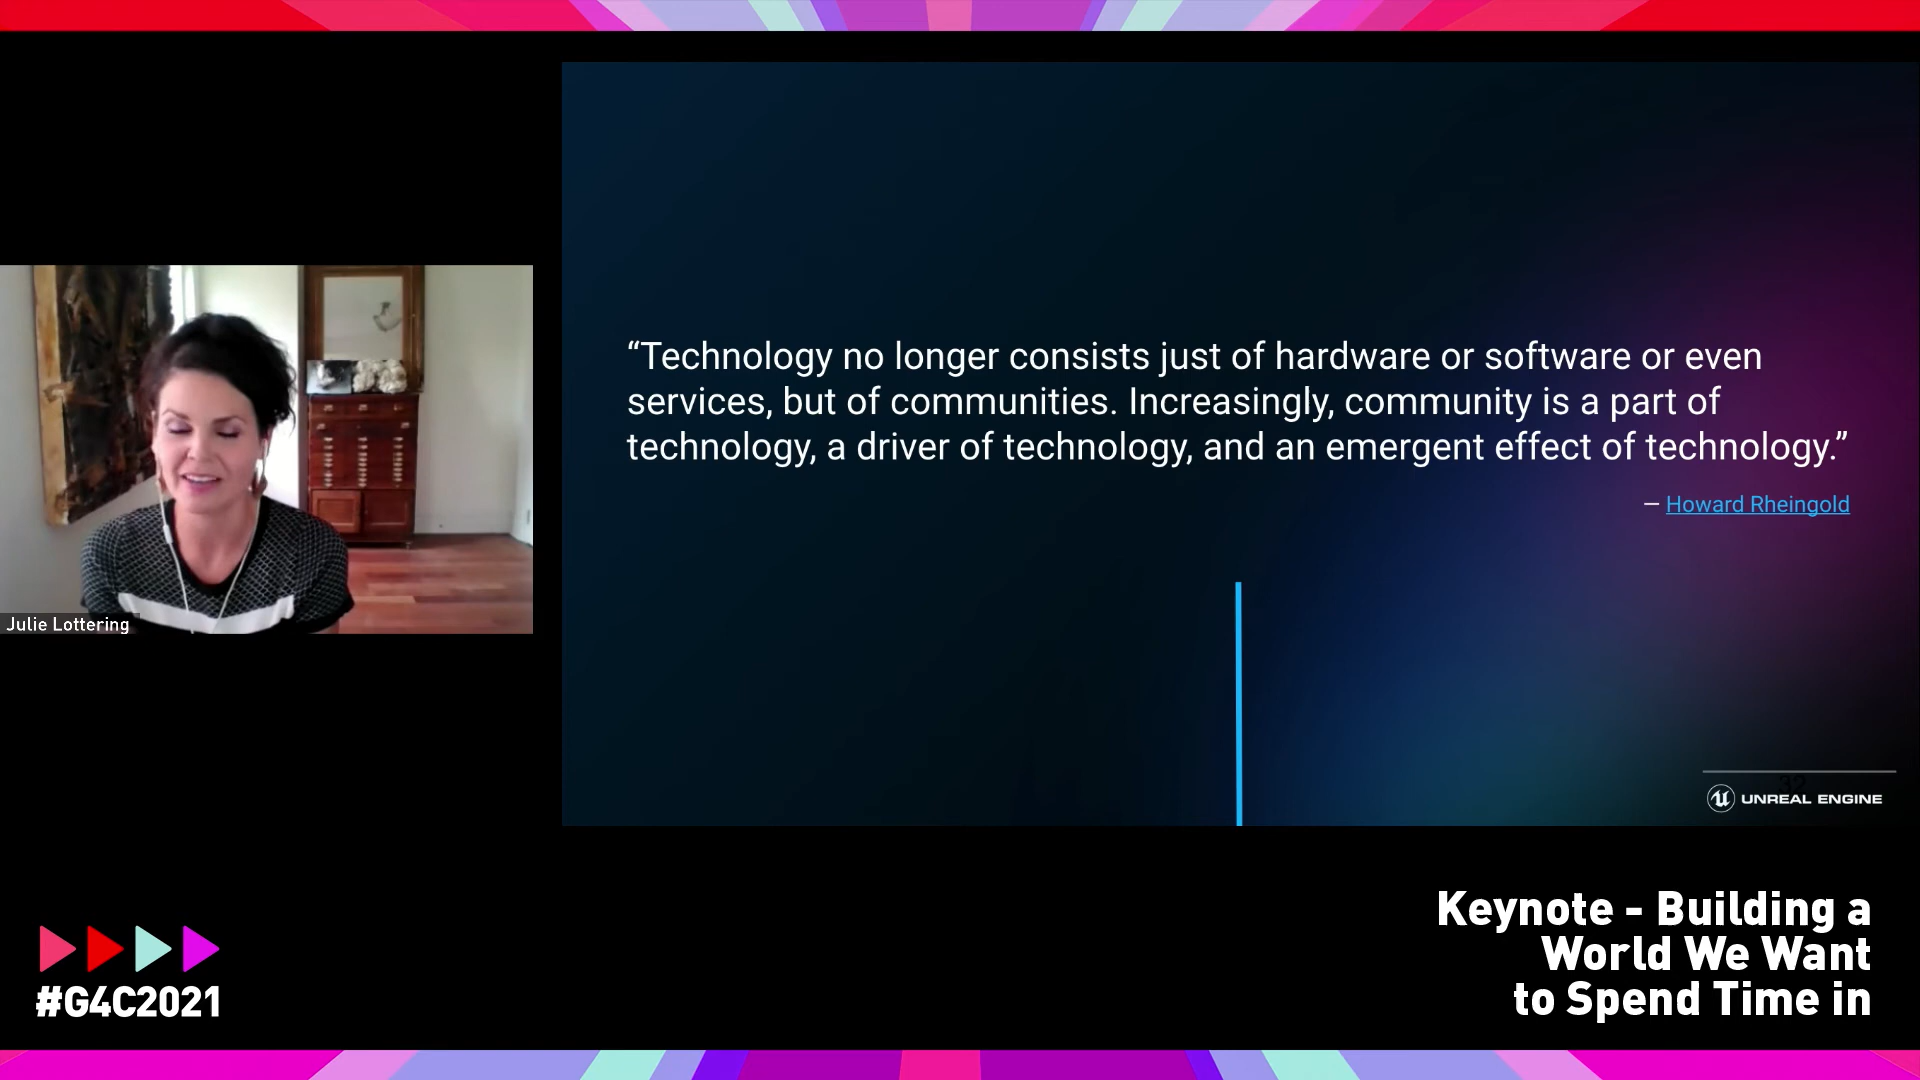 “Technology no longer consists just of hardware or software or even
services, but of communities. Increasingly, community is a part of
technology, a driver of technology, and an emergent effect of technology.”
— Howard Rheingold
Julie Lottering
32
UNREAL ENGINE
Keynote - Building a
World We Want
to Spend Time in
#G4C2021